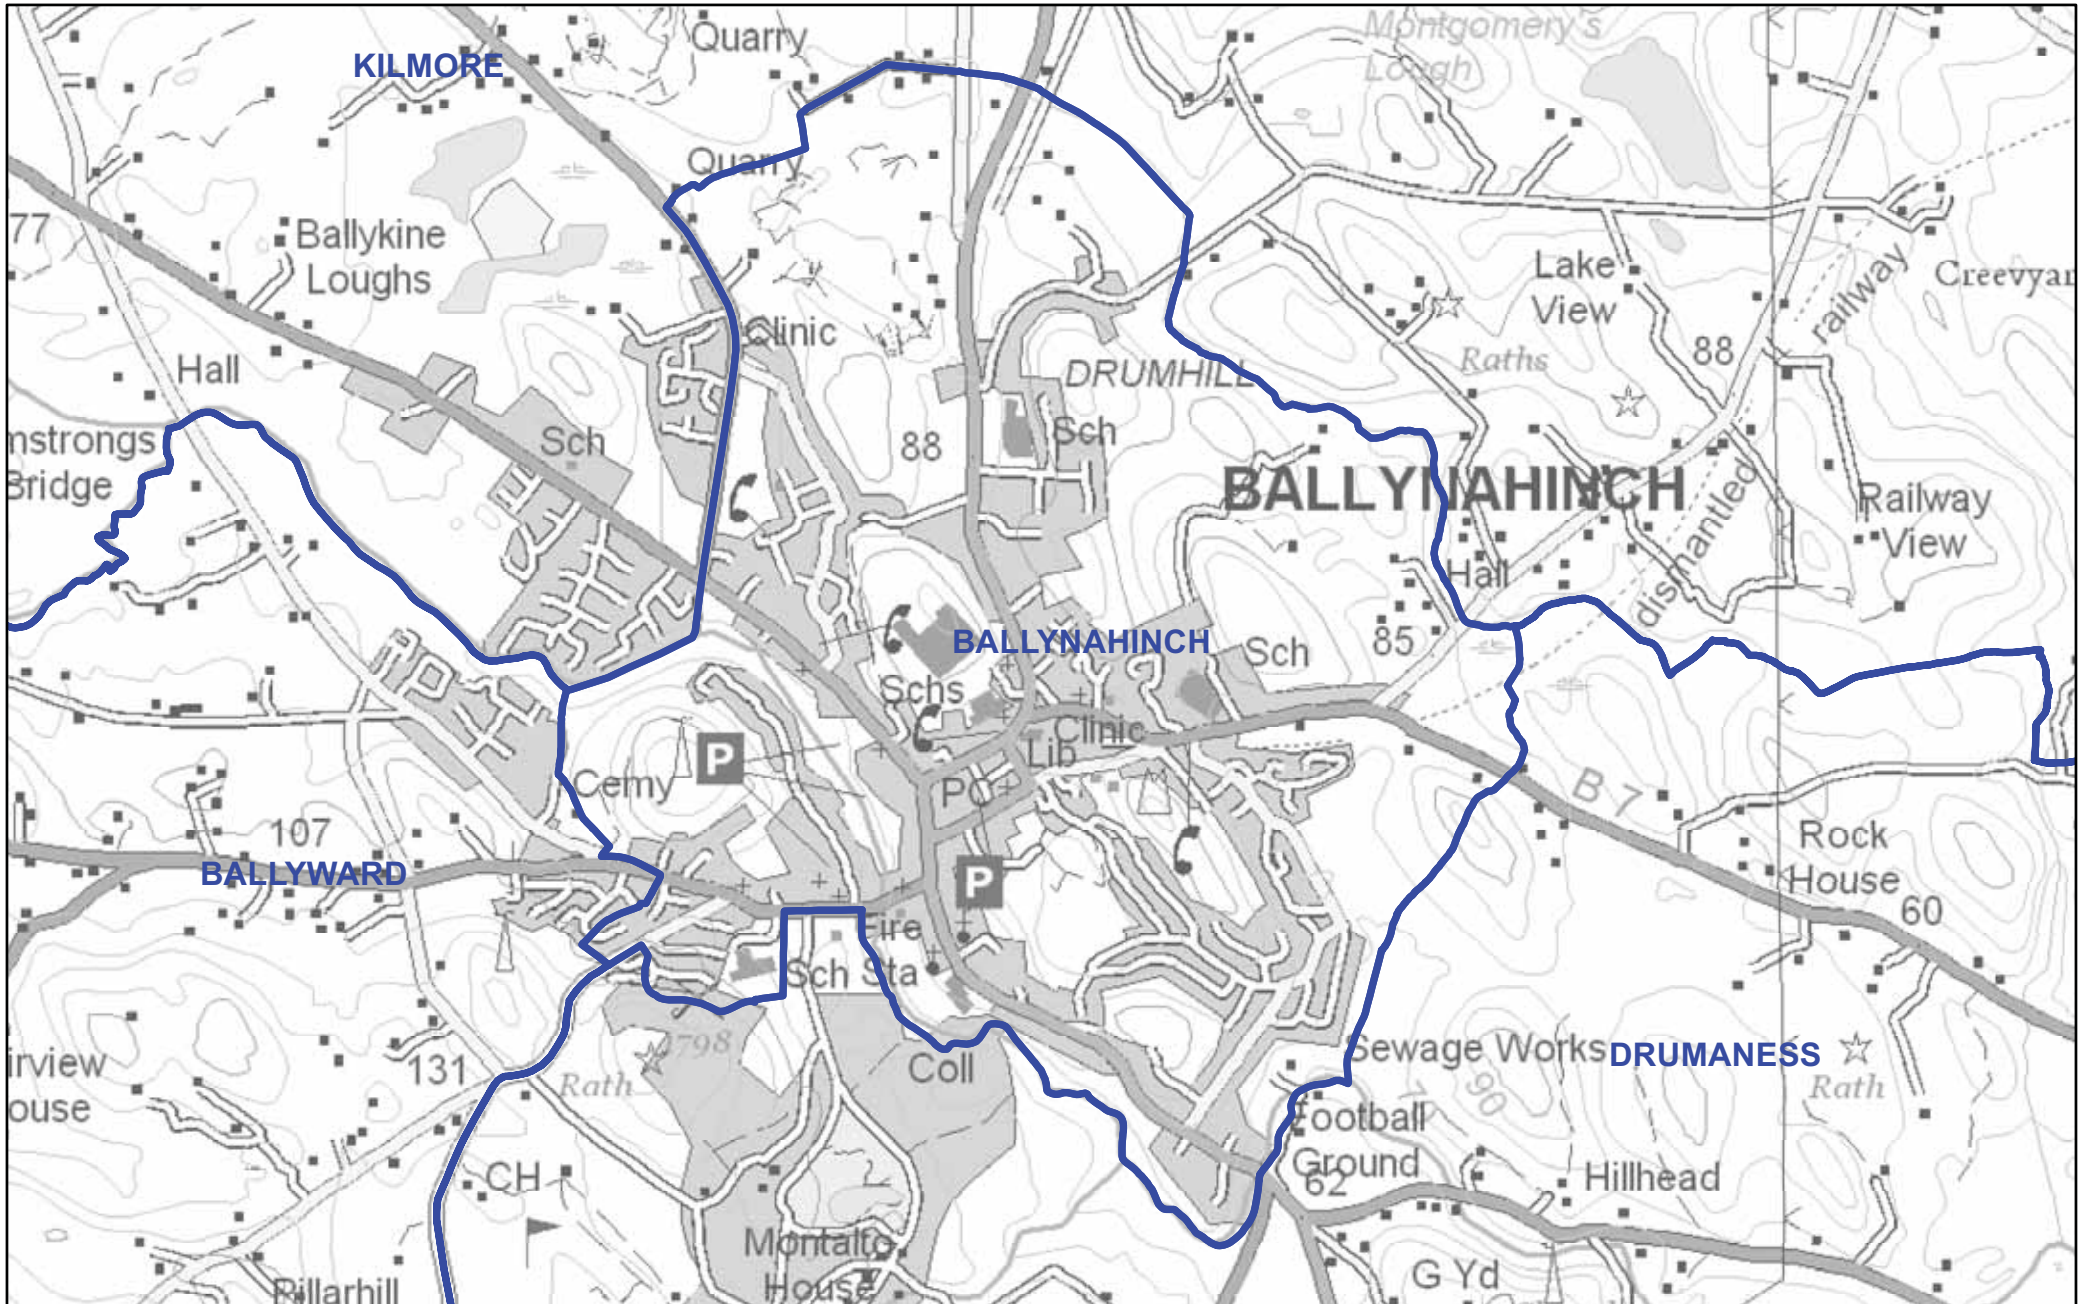 Montgomery's
Lough
Quarry
KILMORE
Quarry
77
Ballykine
Loughs
Lake
View
railway
Creevyar
Clinic
88
Hall
DRUMHILL
Raths
mstrongs
Bridge
Sch
88
Sch
BALLYNAHINCH
Railway
View
dismantled
Hall
BALLYNAHINCH
Sch
85
Schs
Clinic
Lib
P
Cemy
PO
B 7
107
Rock
House
BALLYWARD
P
60
Fire
Sta
Sch
1798
Coll
Sewage Works
DRUMANESS
irview
ouse
131
Rath
90
Rath
Football
Ground
62
CH
Hillhead
Montalto
House
G Yd
Pillarhill